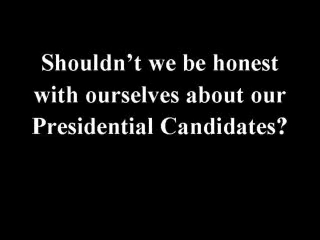 Shouldn't we be honest
with ourselves about our
Presidential Candidates?